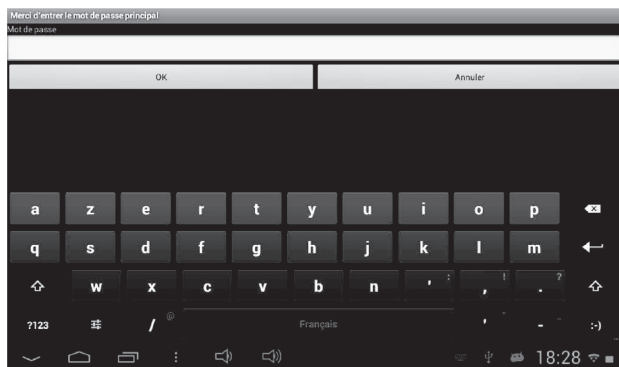 Merci d'entrer le mot de passe principal
Mot de passe
OK Annuler
a z e r t y u i o p
q s d f g h j k l m
w x c v b n ' ; , ! . ?
?123 / @ Français ' " - :-)
18:28